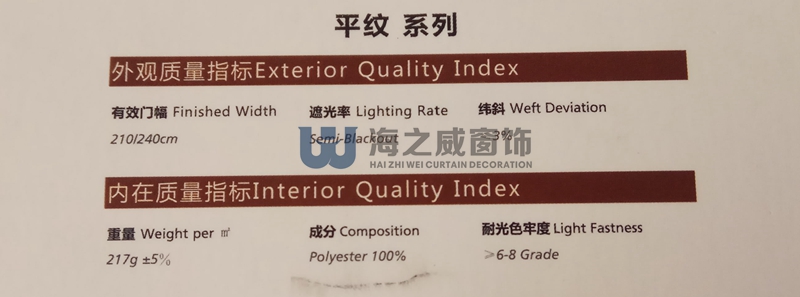 平纹 系列
外观质量指标Exterior Quality Index
有效门幅 Finished Width 遮光率 Lighting Rate 纬斜 Weft Deviation
210/240cm Semi-Blackout 3%
海之威窗饰
HAI ZHI WEI CURTAIN DECORATION
内在质量指标Interior Quality Index
重量 Weight per ㎡ 成分 Composition 耐光色牢度 Light Fastness
217g ±5% Polyester 100% ≥6-8 Grade